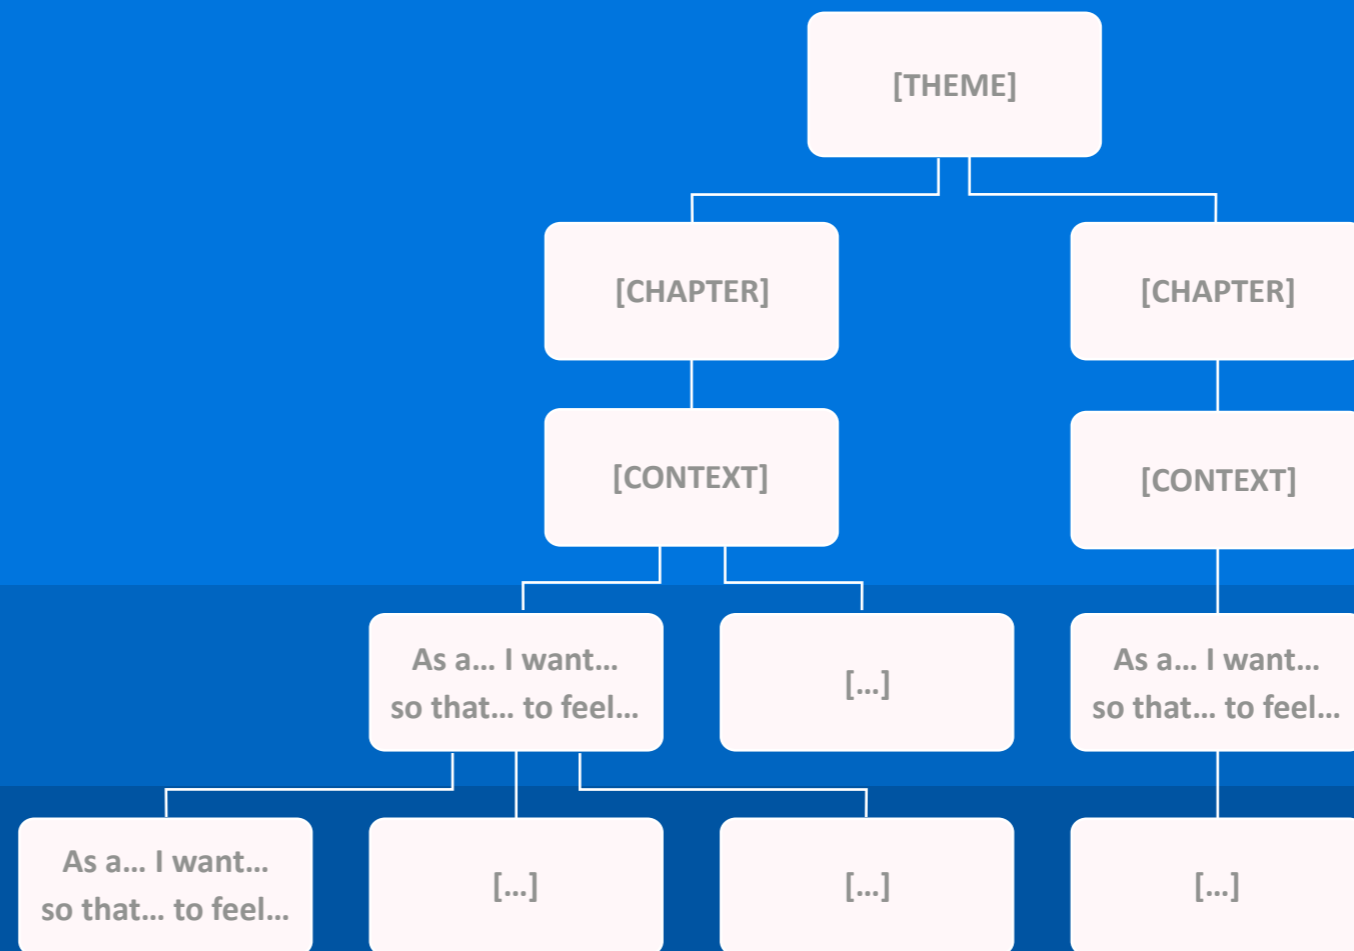 [THEME]
[CHAPTER]
[CHAPTER]
[CONTEXT]
[CONTEXT]
As a… I want…
so that… to feel…
[…]
As a… I want…
so that… to feel…
As a… I want…
so that… to feel…
[…]
[…]
[…]